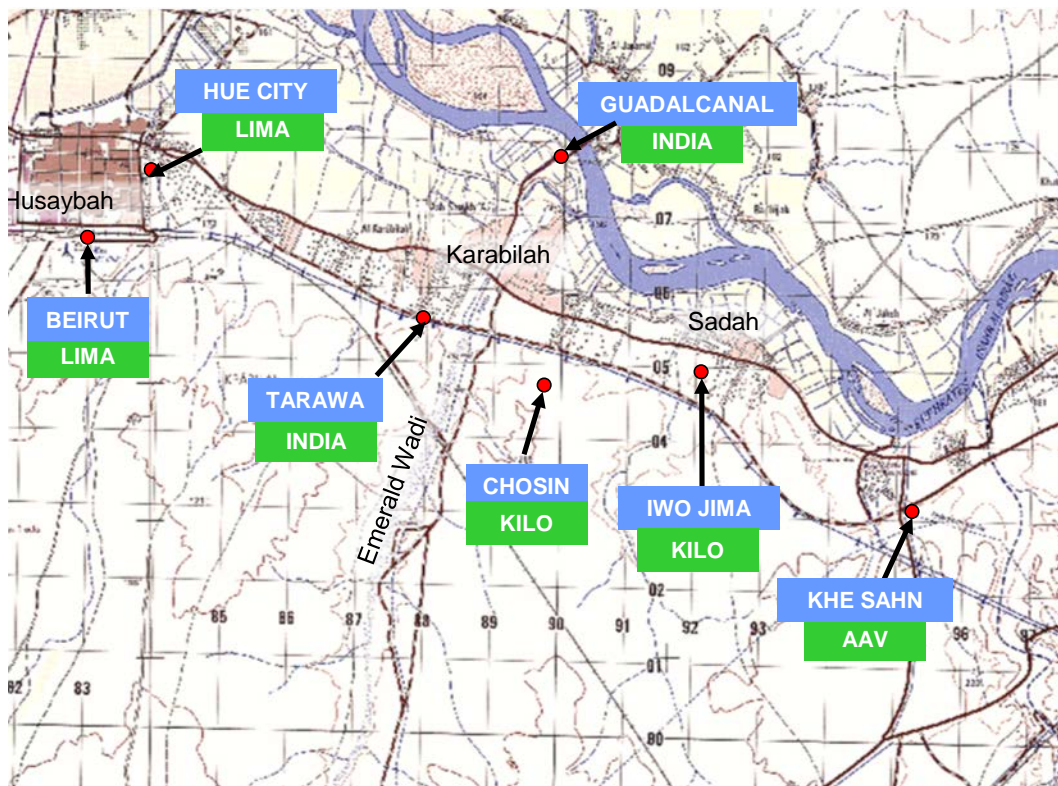 HUE CITY
LIMA
GUADALCANAL
INDIA
09
Husaybah
07
Karabilah
06
BEIRUT
LIMA
Sadah
05
TARAWA
INDIA
04
Emerald Wadi
CHOSIN
KILO
IWO JIMA
KILO
KHE SAHN
AAV
02
85
86
87
88
89
90
91
92
93
96
97
01
82
83
80